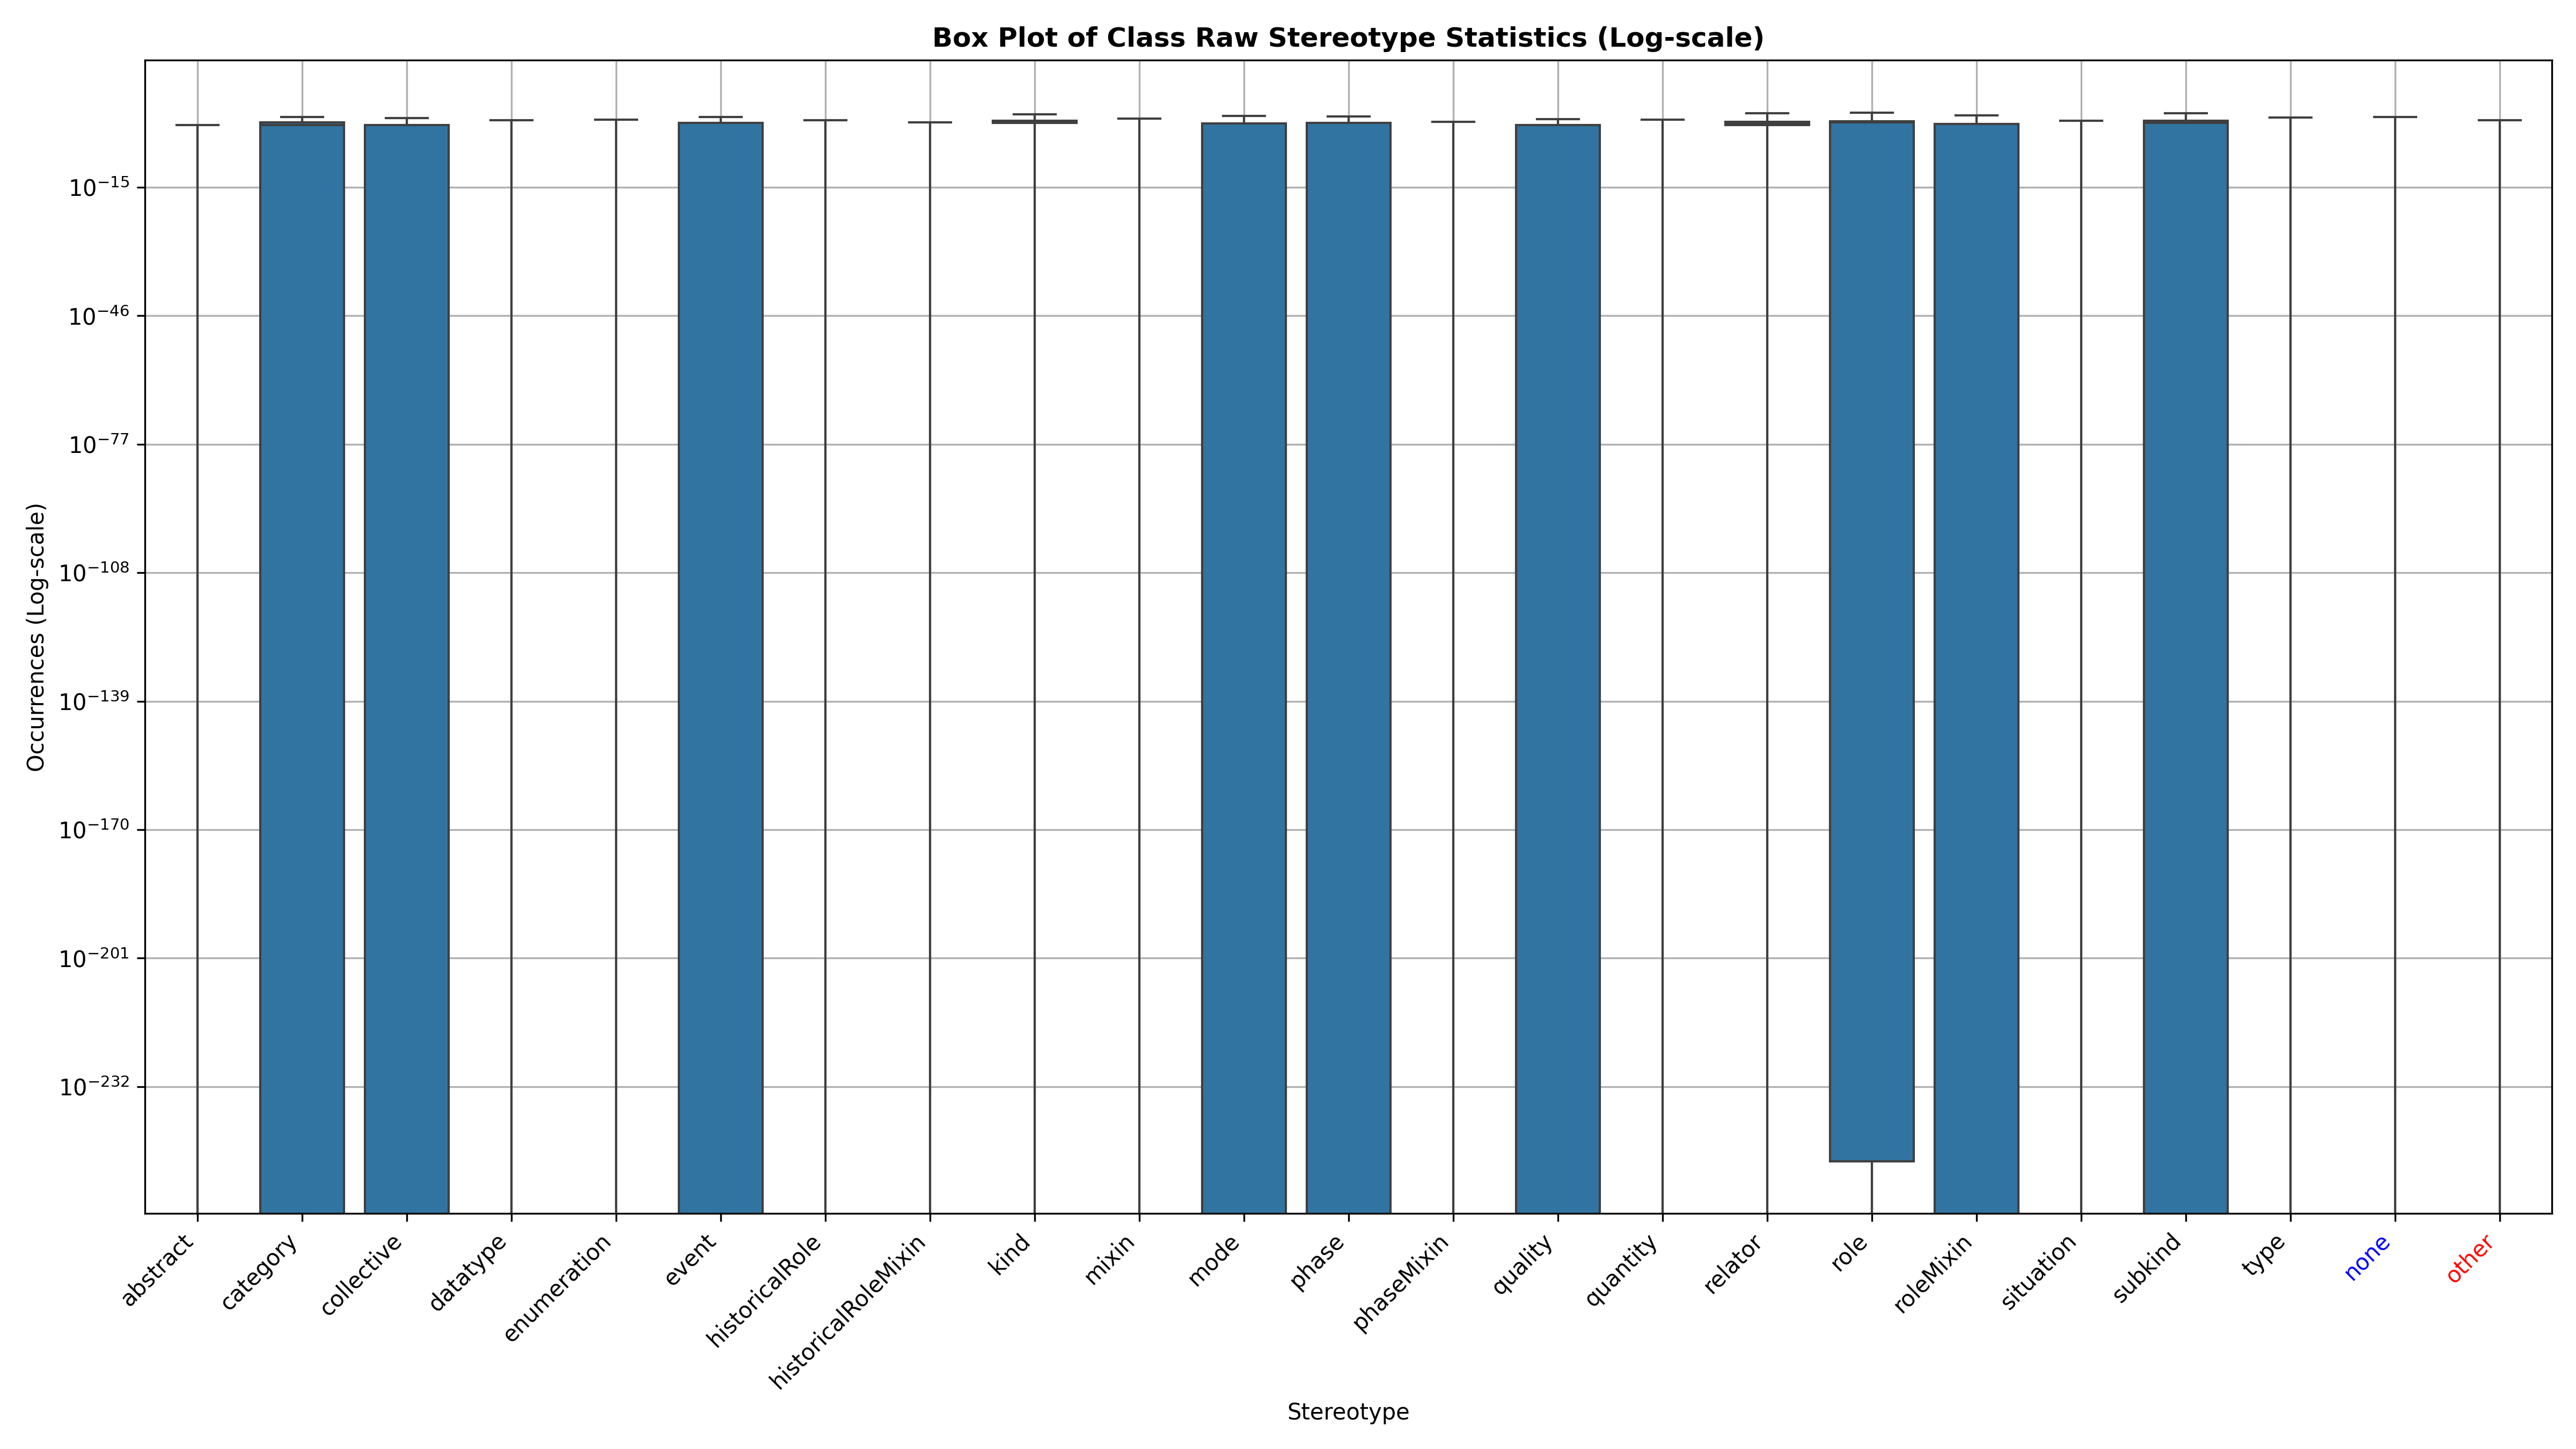 Box Plot of Class Raw Stereotype Statistics (Log-scale)
Occurrences (Log-scale)
10⁻¹⁵
10⁻⁴⁶
10⁻⁷⁷
10⁻¹⁰⁸
10⁻¹³⁹
10⁻¹⁷⁰
10⁻²⁰¹
10⁻²³²
abstract
category
collective
datatype
enumeration
event
historicalRole
historicalRoleMixin
kind
mixin
mode
phase
phaseMixin
quality
quantity
relator
role
roleMixin
situation
subkind
type
none
other
Stereotype